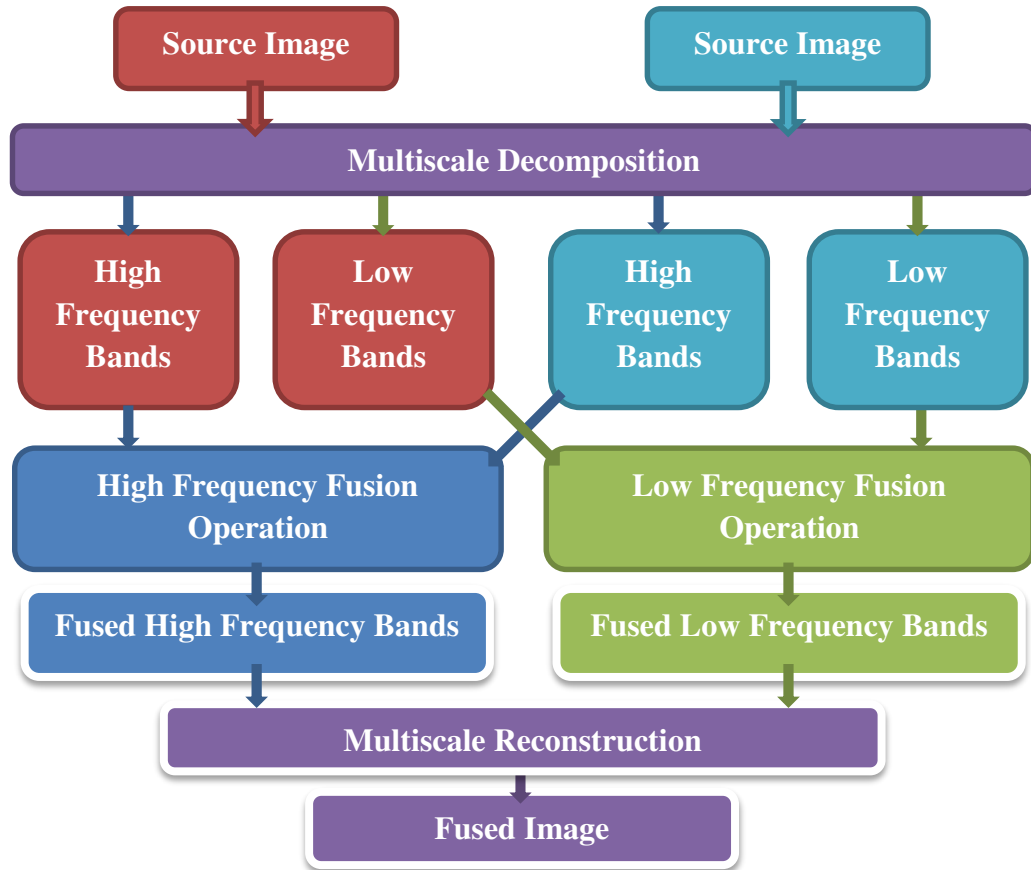 Source Image
Source Image
Multiscale Decomposition
High
Frequency
Bands
Low
Frequency
Bands
High
Frequency
Bands
Low
Frequency
Bands
High Frequency Fusion
Operation
Low Frequency Fusion
Operation
Fused High Frequency Bands
Fused Low Frequency Bands
Multiscale Reconstruction
Fused Image